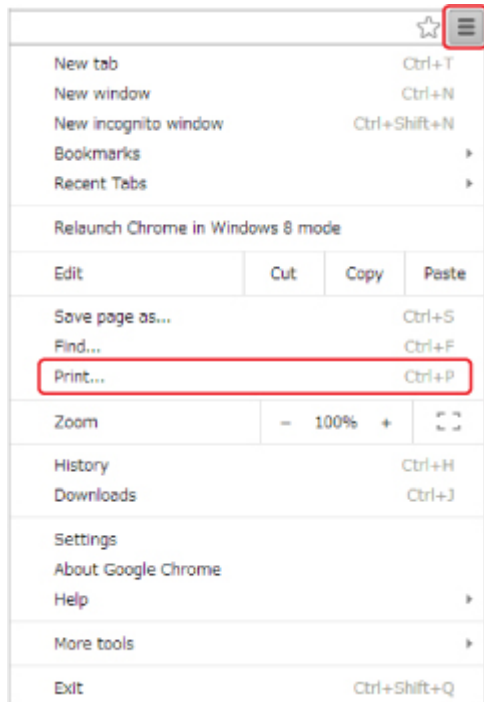 New tab Ctrl+T
New window Ctrl+N
New incognito window Ctrl+Shift+N
Bookmarks
Recent Tabs
Relaunch Chrome in Windows 8 mode
Edit Cut Copy Paste
Save page as... Ctrl+S
Find... Ctrl+F
Print... Ctrl+P
Zoom − 100% +
History Ctrl+H
Downloads Ctrl+J
Settings
About Google Chrome
Help
More tools
Exit Ctrl+Shift+Q